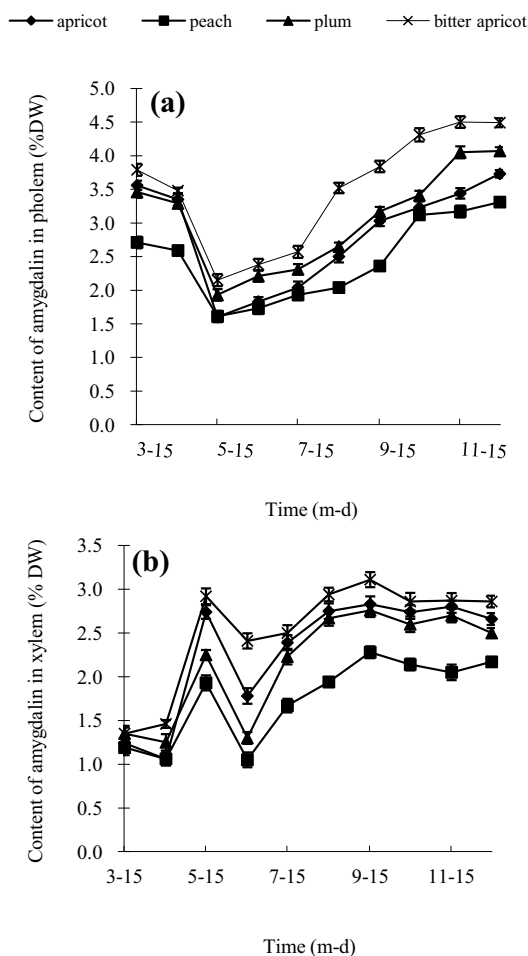 apricot peach plum bitter apricot
(a)
Content of amygdalin in pholem (%DW)
5.0
4.5
4.0
3.5
3.0
2.5
2.0
1.5
1.0
0.5
0.0
3-15 5-15 7-15 9-15 11-15
Time (m-d)
(b)
Content of amygdalin in xylem (% DW)
3.5
3.0
2.5
2.0
1.5
1.0
0.5
0.0
3-15 5-15 7-15 9-15 11-15
Time (m-d)